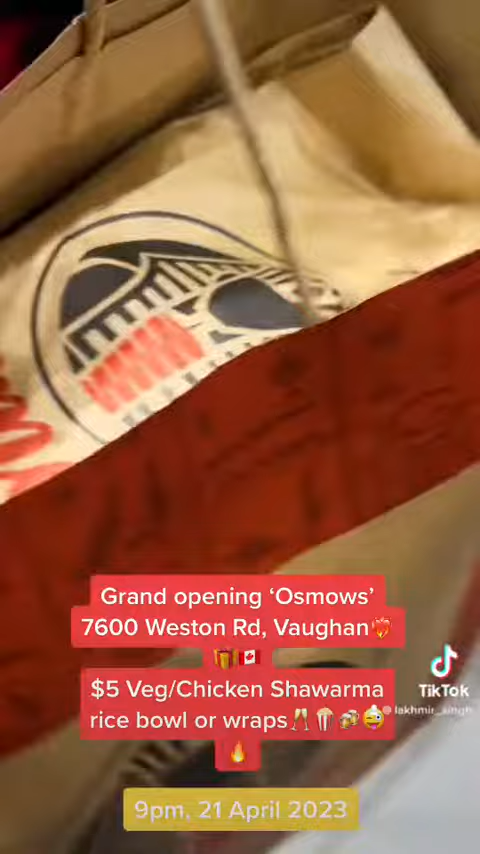 Grand opening ‘Osmows’
7600 Weston Rd, Vaughan❤️‍🔥
🎁🇨🇦
$5 Veg/Chicken Shawarma
rice bowl or wraps🥂🍿🍻🤪
🔥
TikTok
@lakhmir_singh
9pm, 21 April 2023